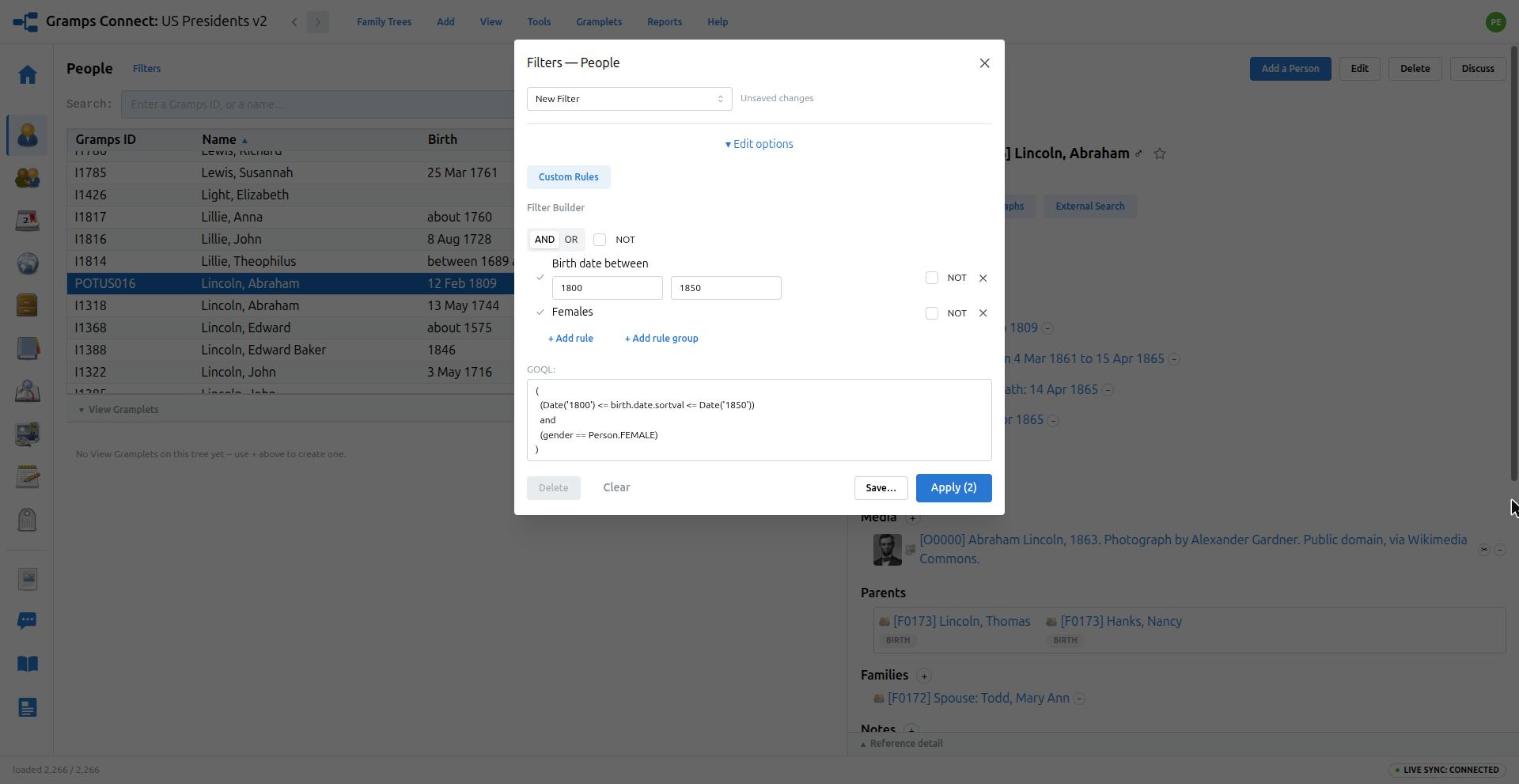 Gramps Connect: US Presidents v2
Family Trees Add View Tools Gramplets Reports Help
PE
People Filters
Add a Person Edit Delete Discuss
Search: Enter a Gramps ID, or a name...
Gramps ID Name ▲ Birth
I1785 Lewis, Susannah 25 Mar 1761
I1426 Light, Elizabeth
I1817 Lillie, Anna about 1760
I1816 Lillie, John 8 Aug 1728
I1814 Lillie, Theophilus between 1689
POTUS016 Lincoln, Abraham 12 Feb 1809
I1318 Lincoln, Abraham 13 May 1744
I1368 Lincoln, Edward about 1575
I1388 Lincoln, Edward Baker 1846
I1322 Lincoln, John 3 May 1716
▼ View Gramplets
No View Gramplets on this tree yet — use + above to create one.
Filters — People
New Filter Unsaved changes
▾ Edit options
Custom Rules
Filter Builder
AND OR NOT
Birth date between
1800 1850 NOT
Females NOT
+ Add rule + Add rule group
GOQL:
(
(Date('1800') <= birth.date.sortval <= Date('1850'))
and
(gender == Person.FEMALE)
)
Delete Clear Save... Apply (2)
] Lincoln, Abraham ♂ ☆
phs External Search
1809
4 Mar 1861 to 15 Apr 1865
ath: 14 Apr 1865
r 1865
Media +
[O0000] Abraham Lincoln, 1863. Photograph by Alexander Gardner. Public domain, via Wikimedia
Commons.
Parents
[F0173] Lincoln, Thomas [F0173] Hanks, Nancy
BIRTH BIRTH
Families +
[F0172] Spouse: Todd, Mary Ann
Notes +
▲ Reference detail
loaded 2,266 / 2,266
LIVE SYNC: CONNECTED